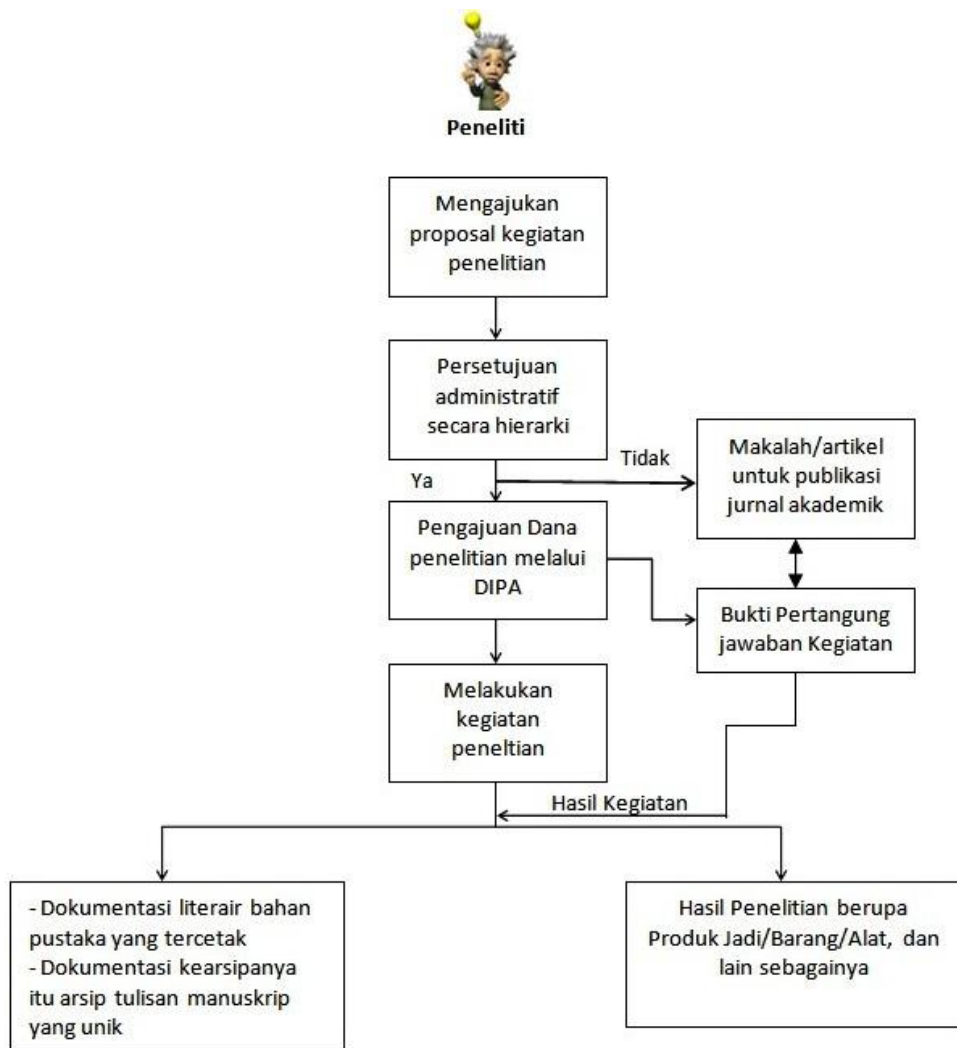 Peneliti
Mengajukan
proposal kegiatan
penelitian
Persetujuan
administratif
secara hierarki
Tidak
Ya
Makalah/artikel
untuk publikasi
jurnal akademik
Pengajuan Dana
penelitian melalui
DIPA
Bukti Pertangung
jawaban Kegiatan
Melakukan
kegiatan
peneltian
Hasil Kegiatan
- Dokumentasi literair bahan
pustaka yang tercetak
- Dokumentasi kearsipanya
itu arsip tulisan manuskrip
yang unik
Hasil Penelitian berupa
Produk Jadi/Barang/Alat, dan
lain sebagainya